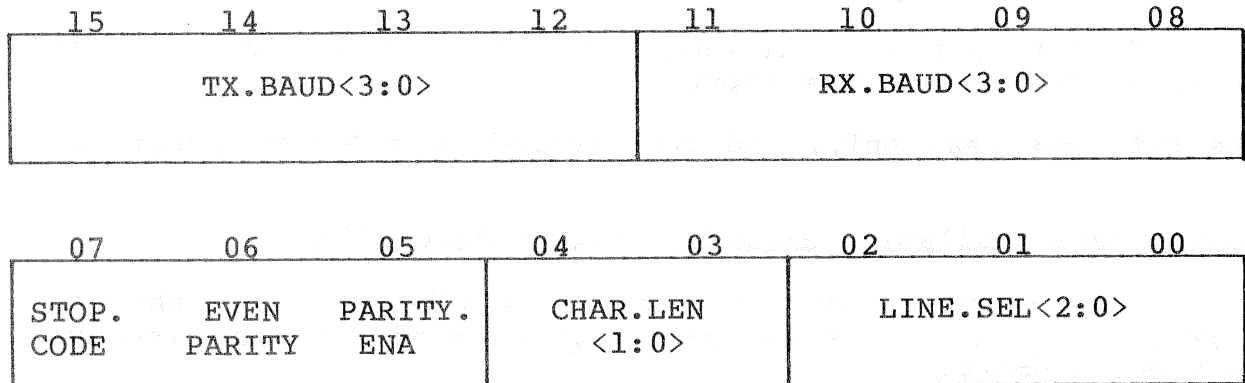 15 14 13 12 11 10 09 08
TX.BAUD<3:0> RX.BAUD<3:0>
07 06 05 04 03 02 01 00
STOP. EVEN PARITY. CHAR.LEN LINE.SEL<2:0>
CODE PARITY ENA <1:0>